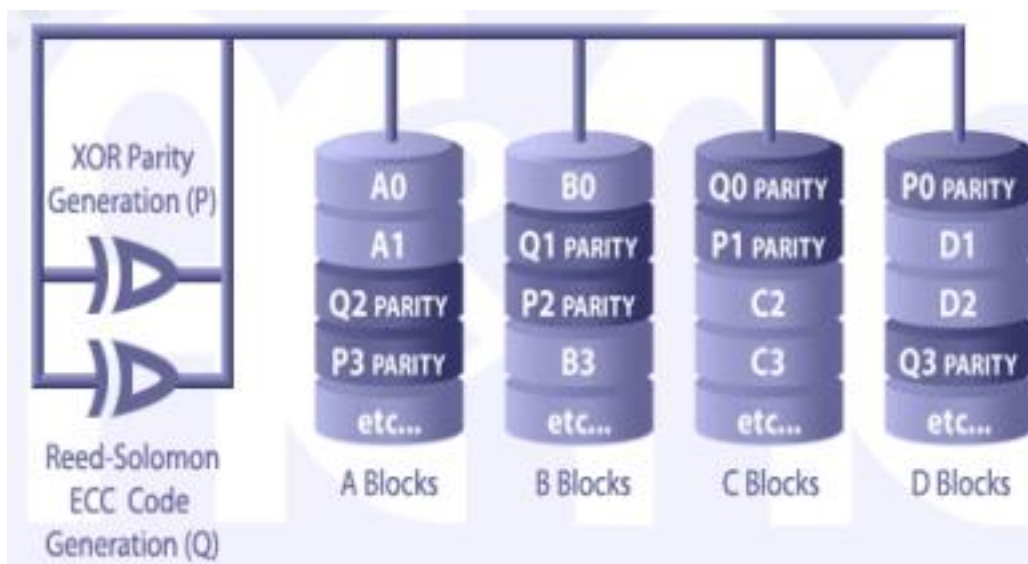 XOR Parity
Generation (P)
Reed-Solomon
ECC Code
Generation (Q)
A0
A1
Q2 PARITY
P3 PARITY
etc...
A Blocks
B0
Q1 PARITY
P2 PARITY
B3
etc...
B Blocks
Q0 PARITY
P1 PARITY
C2
C3
etc...
C Blocks
P0 PARITY
D1
D2
Q3 PARITY
etc...
D Blocks